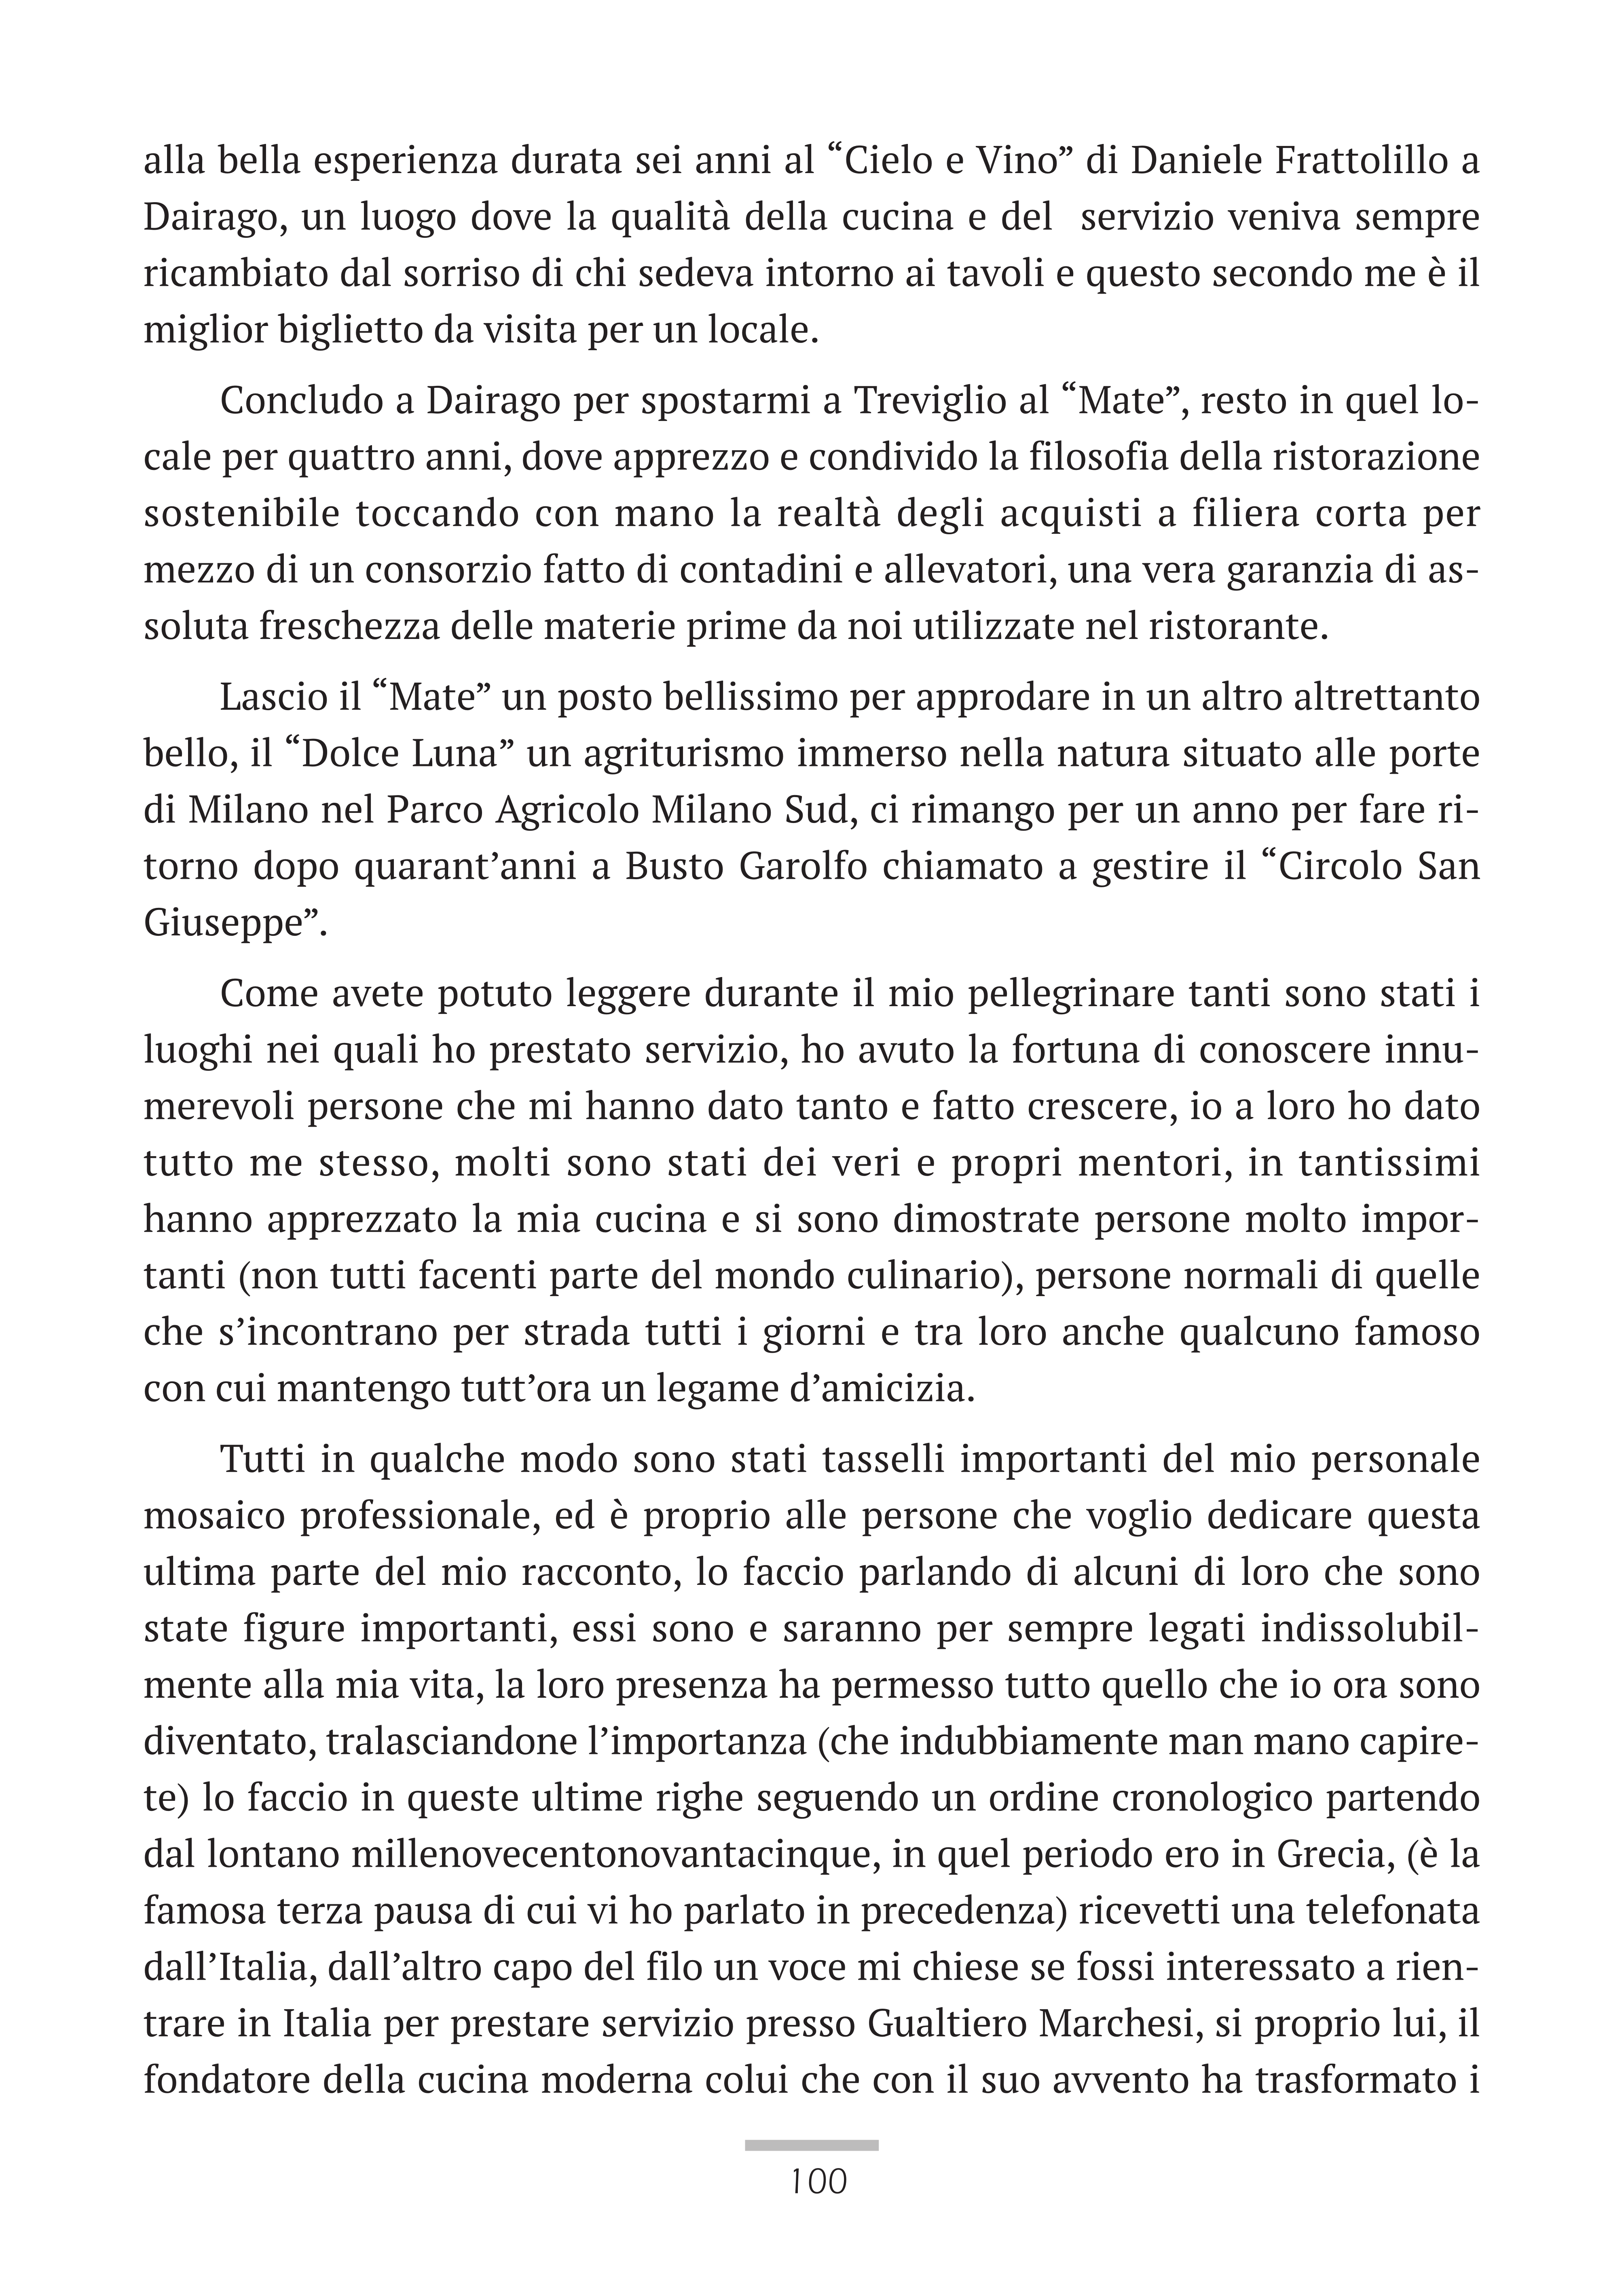 alla bella esperienza durata sei anni al “Cielo e Vino” di Daniele Frattolillo a
Dairago, un luogo dove la qualità della cucina e del  servizio veniva sempre
ricambiato dal sorriso di chi sedeva intorno ai tavoli e questo secondo me è il
miglior biglietto da visita per un locale.
Concludo a Dairago per spostarmi a Treviglio al “Mate”, resto in quel lo-
cale per quattro anni, dove apprezzo e condivido la filosofia della ristorazione
sostenibile toccando con mano la realtà degli acquisti a filiera corta per
mezzo di un consorzio fatto di contadini e allevatori, una vera garanzia di as-
soluta freschezza delle materie prime da noi utilizzate nel ristorante.
Lascio il “Mate” un posto bellissimo per approdare in un altro altrettanto
bello, il “Dolce Luna” un agriturismo immerso nella natura situato alle porte
di Milano nel Parco Agricolo Milano Sud, ci rimango per un anno per fare ri-
torno dopo quarant’anni a Busto Garolfo chiamato a gestire il “Circolo San
Giuseppe”.
Come avete potuto leggere durante il mio pellegrinare tanti sono stati i
luoghi nei quali ho prestato servizio, ho avuto la fortuna di conoscere innu-
merevoli persone che mi hanno dato tanto e fatto crescere, io a loro ho dato
tutto me stesso, molti sono stati dei veri e propri mentori, in tantissimi
hanno apprezzato la mia cucina e si sono dimostrate persone molto impor-
tanti (non tutti facenti parte del mondo culinario), persone normali di quelle
che s’incontrano per strada tutti i giorni e tra loro anche qualcuno famoso
con cui mantengo tutt’ora un legame d’amicizia.
Tutti in qualche modo sono stati tasselli importanti del mio personale
mosaico professionale, ed è proprio alle persone che voglio dedicare questa
ultima parte del mio racconto, lo faccio parlando di alcuni di loro che sono
state figure importanti, essi sono e saranno per sempre legati indissolubil-
mente alla mia vita, la loro presenza ha permesso tutto quello che io ora sono
diventato, tralasciandone l’importanza (che indubbiamente man mano capire-
te) lo faccio in queste ultime righe seguendo un ordine cronologico partendo
dal lontano millenovecentonovantacinque, in quel periodo ero in Grecia, (è la
famosa terza pausa di cui vi ho parlato in precedenza) ricevetti una telefonata
dall’Italia, dall’altro capo del filo un voce mi chiese se fossi interessato a rien-
trare in Italia per prestare servizio presso Gualtiero Marchesi, si proprio lui, il
fondatore della cucina moderna colui che con il suo avvento ha trasformato i
100